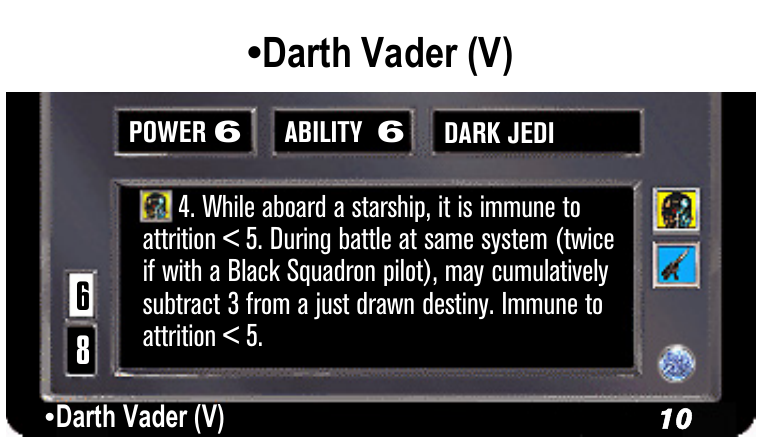 •Darth Vader (V)
POWER 6 ABILITY 6 DARK JEDI
4. While aboard a starship, it is immune to
attrition < 5. During battle at same system (twice
if with a Black Squadron pilot), may cumulatively
subtract 3 from a just drawn destiny. Immune to
attrition < 5.
6
8
•Darth Vader (V) 10